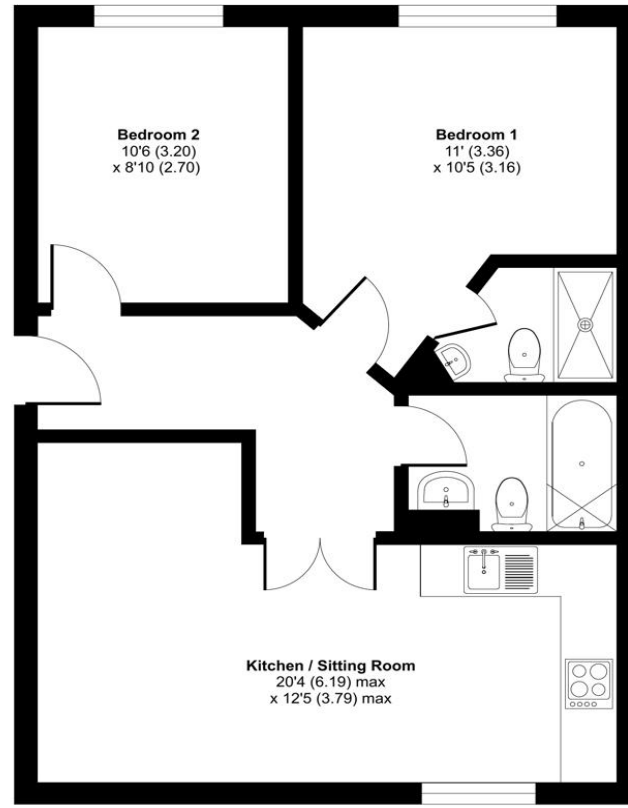 Bedroom 2
10'6 (3.20)
x 8'10 (2.70)
Bedroom 1
11' (3.36)
x 10'5 (3.16)
Kitchen / Sitting Room
20'4 (6.19) max
x 12'5 (3.79) max